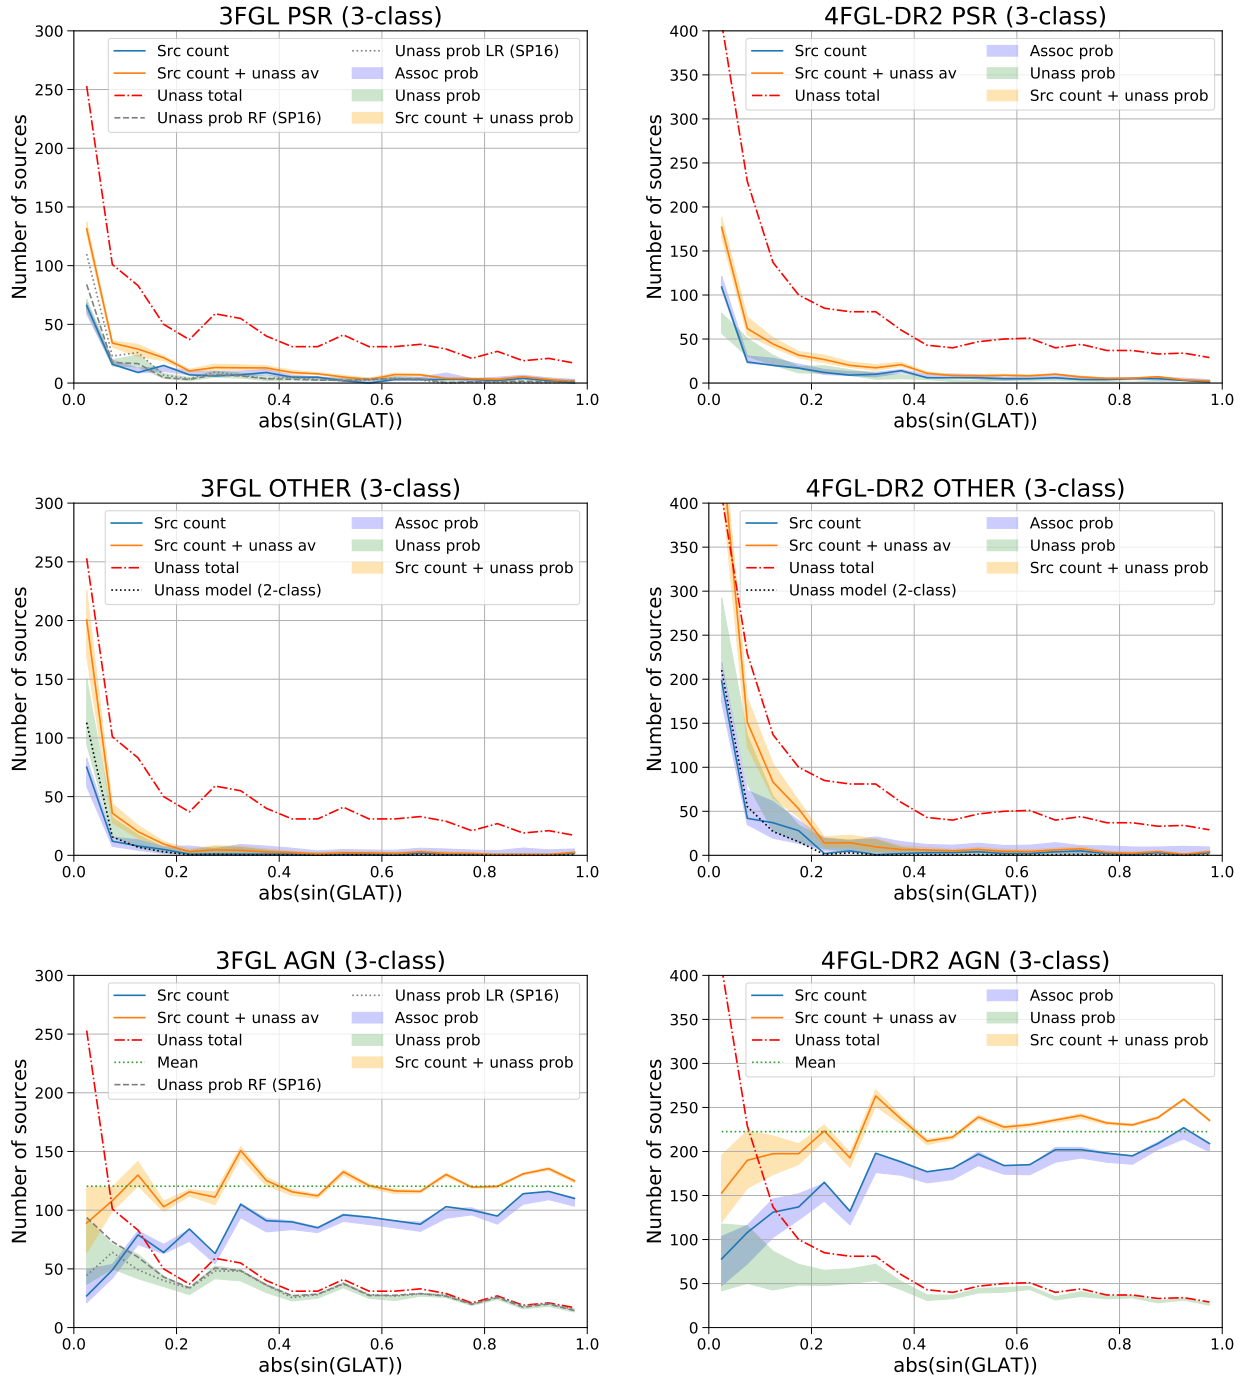 3FGL PSR (3-class)
Number of sources
300
250
200
150
100
50
0
Src count
Src count + unass av
Unass total
Unass prob RF (SP16)
Unass prob LR (SP16)
Assoc prob
Unass prob
Src count + unass prob
0.0 0.2 0.4 0.6 0.8 1.0
abs(sin(GLAT))
4FGL-DR2 PSR (3-class)
Number of sources
400
350
300
250
200
150
100
50
0
Src count
Src count + unass av
Unass total
Assoc prob
Unass prob
Src count + unass prob
0.0 0.2 0.4 0.6 0.8 1.0
abs(sin(GLAT))
3FGL OTHER (3-class)
Number of sources
300
250
200
150
100
50
0
Src count
Src count + unass av
Unass total
Unass model (2-class)
Assoc prob
Unass prob
Src count + unass prob
0.0 0.2 0.4 0.6 0.8 1.0
abs(sin(GLAT))
4FGL-DR2 OTHER (3-class)
Number of sources
400
350
300
250
200
150
100
50
0
Src count
Src count + unass av
Unass total
Unass model (2-class)
Assoc prob
Unass prob
Src count + unass prob
0.0 0.2 0.4 0.6 0.8 1.0
abs(sin(GLAT))
3FGL AGN (3-class)
Number of sources
300
250
200
150
100
50
0
Src count
Src count + unass av
Unass total
Mean
Unass prob RF (SP16)
Unass prob LR (SP16)
Assoc prob
Unass prob
Src count + unass prob
0.0 0.2 0.4 0.6 0.8 1.0
abs(sin(GLAT))
4FGL-DR2 AGN (3-class)
Number of sources
400
350
300
250
200
150
100
50
0
Src count
Src count + unass av
Unass total
Mean
Assoc prob
Unass prob
Src count + unass prob
0.0 0.2 0.4 0.6 0.8 1.0
abs(sin(GLAT))